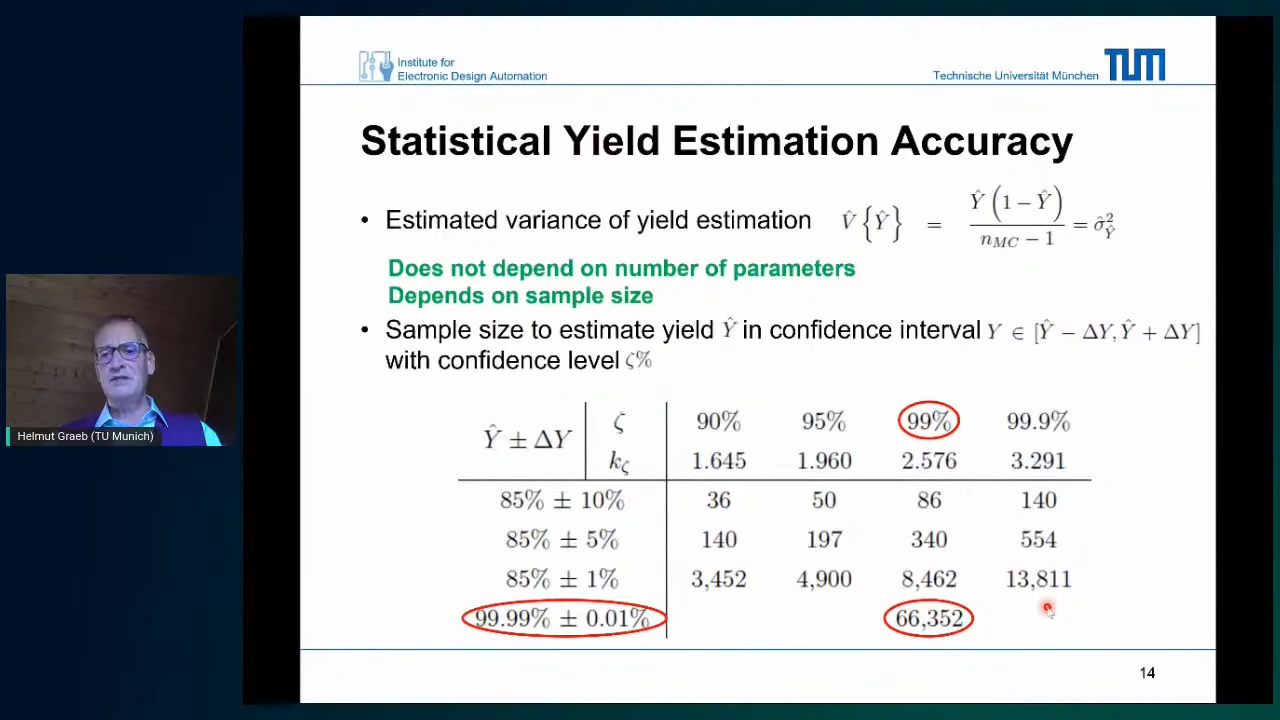 Institute for
Electronic Design Automation
Technische Universität München
TUM
Statistical Yield Estimation Accuracy
• Estimated variance of yield estimation V̂{Ŷ} = Ŷ(1 − Ŷ) / (n_MC − 1) = σ̂²_Ŷ
Does not depend on number of parameters
Depends on sample size
• Sample size to estimate yield Ŷ in confidence interval Y ∈ [Ŷ − ΔY, Ŷ + ΔY]
with confidence level ζ%
Ŷ ± ΔY ζ 90% 95% 99% 99.9%
k_ζ 1.645 1.960 2.576 3.291
85% ± 10% 36 50 86 140
85% ± 5% 140 197 340 554
85% ± 1% 3,452 4,900 8,462 13,811
99.99% ± 0.01% 66,352
14
Helmut Graeb (TU Munich)